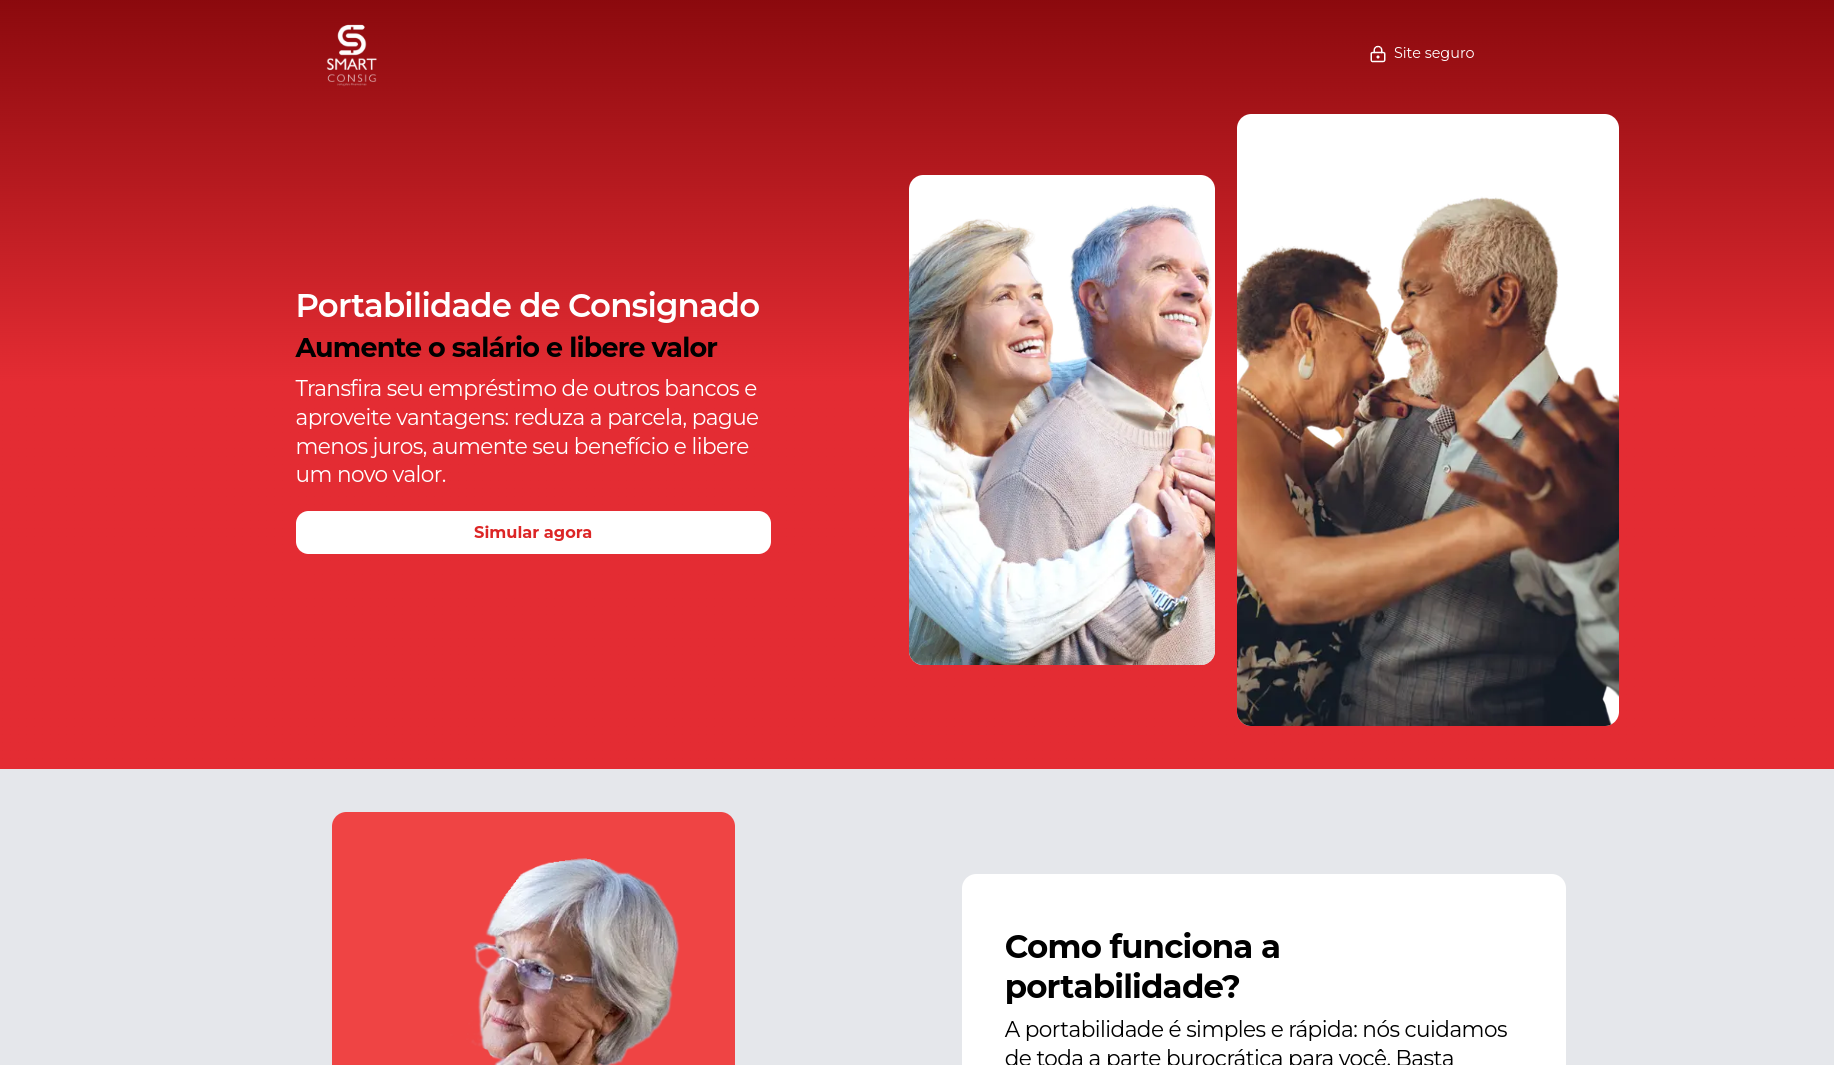 SMART
CONSIG
Site seguro
Portabilidade de Consignado
Aumente o salário e libere valor
Transfira seu empréstimo de outros bancos e
aproveite vantagens: reduza a parcela, pague
menos juros, aumente seu benefício e libere
um novo valor.
Simular agora
Como funciona a
portabilidade?
A portabilidade é simples e rápida: nós cuidamos
de toda a parte burocrática para você. Basta